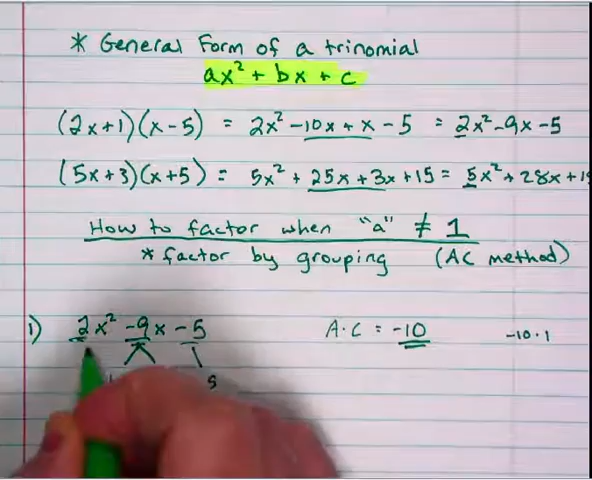 * General Form of a trinomial
ax² + bx + c
(2x+1)(x-5) = 2x² -10x + x - 5 = 2x² -9x -5
(5x+3)(x+5) = 5x² + 25x + 3x + 15 = 5x² + 28x + 1
How to factor when "a" ≠ 1
* factor by grouping (AC method)
1) 2x² -9x -5 A·C = -10 -10·1
5